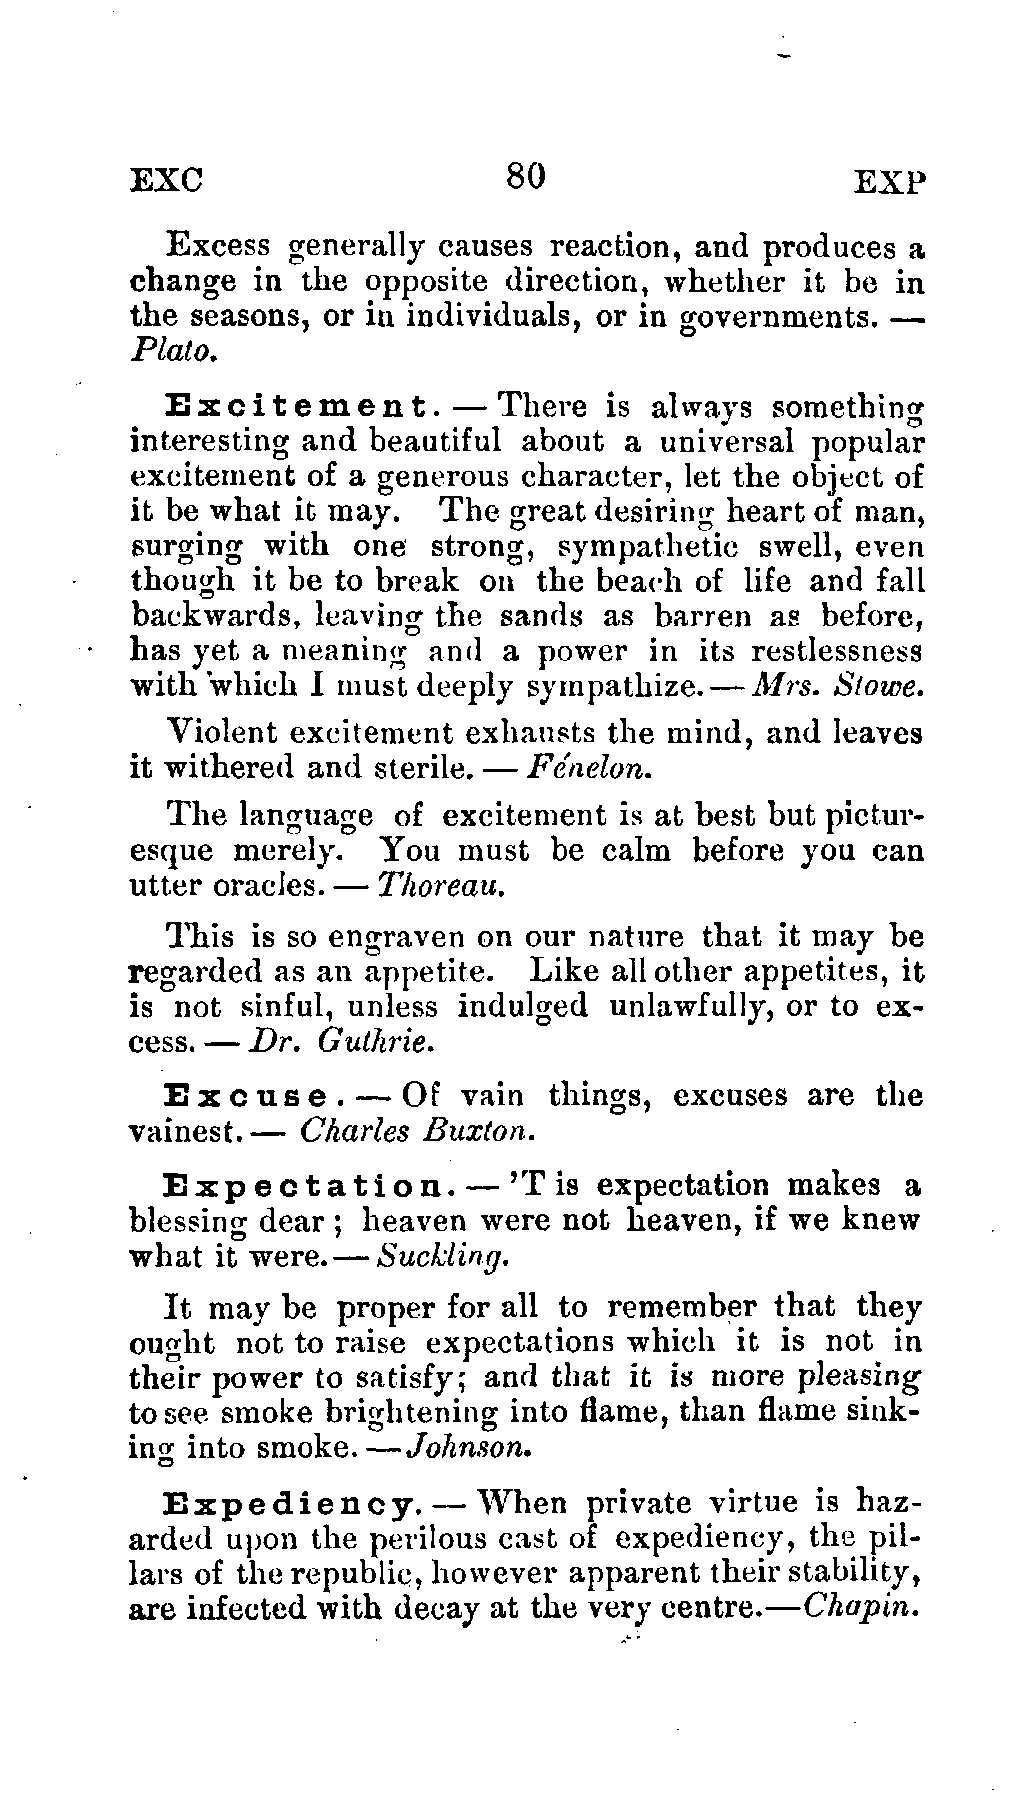 EXC 80 EXP
Excess generally causes reaction, and produces a
change in the opposite direction, whether it be in
the seasons, or in individuals, or in governments. —
Plato.
Excitement. — There is always something
interesting and beautiful about a universal popular
excitement of a generous character, let the object of
it be what it may. The great desiring heart of man,
surging with one strong, sympathetic swell, even
though it be to break on the beach of life and fall
backwards, leaving the sands as barren as before,
has yet a meaning and a power in its restlessness
with which I must deeply sympathize. — Mrs. Stowe.
Violent excitement exhausts the mind, and leaves
it withered and sterile. — Fénelon.
The language of excitement is at best but pictur-
esque merely. You must be calm before you can
utter oracles. — Thoreau.
This is so engraven on our nature that it may be
regarded as an appetite. Like all other appetites, it
is not sinful, unless indulged unlawfully, or to ex-
cess. — Dr. Guthrie.
Excuse. — Of vain things, excuses are the
vainest. — Charles Buxton.
Expectation. — 'T is expectation makes a
blessing dear; heaven were not heaven, if we knew
what it were. — Suckling.
It may be proper for all to remember that they
ought not to raise expectations which it is not in
their power to satisfy; and that it is more pleasing
to see smoke brightening into flame, than flame sink-
ing into smoke. — Johnson.
Expediency. — When private virtue is haz-
arded upon the perilous cast of expediency, the pil-
lars of the republic, however apparent their stability,
are infected with decay at the very centre. — Chapin.